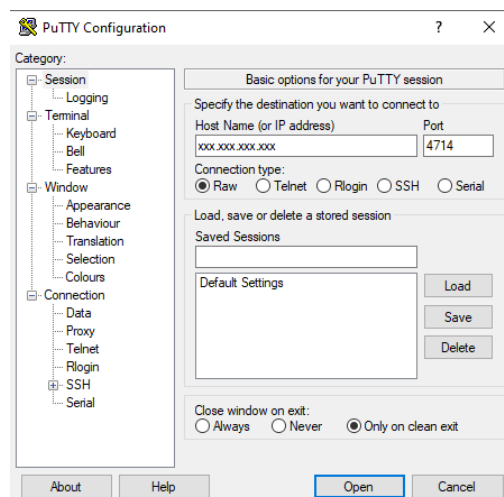 PuTTY Configuration
?
Category:
Session
Logging
Terminal
Keyboard
Bell
Features
Window
Appearance
Behaviour
Translation
Selection
Colours
Connection
Data
Proxy
Telnet
Rlogin
SSH
Serial
Basic options for your PuTTY session
Specify the destination you want to connect to
Host Name (or IP address) Port
xxx.xxx.xxx.xxx 4714
Connection type:
Raw Telnet Rlogin SSH Serial
Load, save or delete a stored session
Saved Sessions
Default Settings
Load
Save
Delete
Close window on exit:
Always Never Only on clean exit
About Help Open Cancel